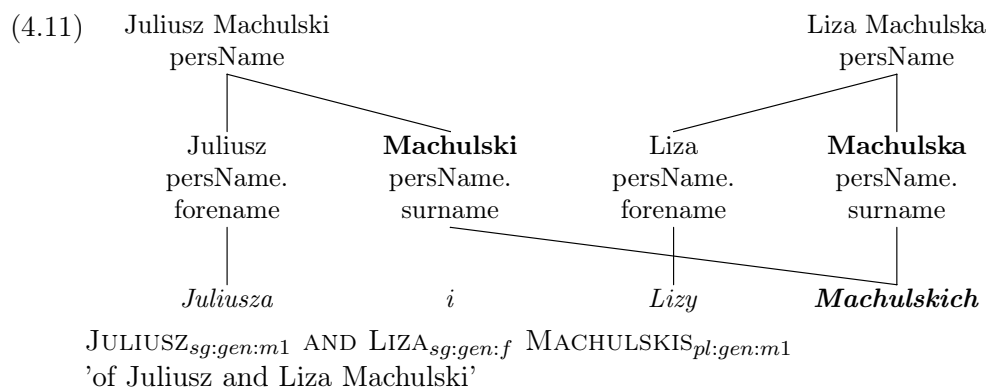 (4.11) Juliusz Machulski Liza Machulska
persName persName
Juliusz Machulski Liza Machulska
persName. persName. persName. persName.
forename surname forename surname
Juliusza i Lizy Machulskich
JULIUSZsg:gen:m1 AND LIZAsg:gen:f MACHULSKISpl:gen:m1
'of Juliusz and Liza Machulski'